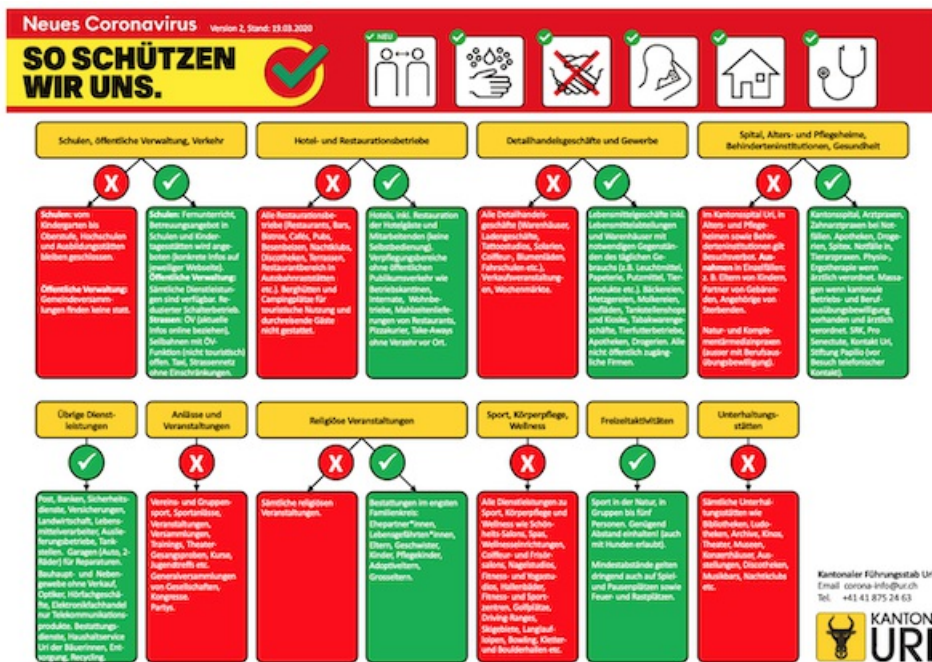 Neues Coronavirus Version 2, Stand: 19.03.2020
SO SCHÜTZEN
WIR UNS.
NEU
Schulen, öffentliche Verwaltung, Verkehr
Hotel- und Restaurationsbetriebe
Detailhandelsgeschäfte und Gewerbe
Spital, Alters- und Pflegeheime,
Behinderteninstitutionen, Gesundheit
Schulen: vom
Kindergarten bis
Oberstufe, Hochschulen
und Ausbildungsstätten
bleiben geschlossen.
Öffentliche Verwaltung:
Gemeindeversamm-
lungen finden keine statt.
Schulen: Fernunterricht,
Betreuungsangebot in
Schulen und Kinder-
tagesstätten wird ange-
boten (konkrete Infos auf
jeweiliger Webseite).
Öffentliche Verwaltung:
Sämtliche Dienstleistun-
gen sind verfügbar. Re-
duzierter Schalterbetrieb.
Strassen: ÖV (aktuelle
Infos online beziehen),
Seilbahnen mit ÖV-
Funktion (nicht touristisch)
offen. Taxi, Strassennetz
ohne Einschränkungen.
Alle Restaurationsbe-
triebe (Restaurants, Bars,
Bistros, Cafés, Pubs,
Besenbeizen, Nachtklubs,
Discotheken, Terrassen,
Restaurantbereich in
Autobahnraststätten
etc.). Berghütten und
Campingplätze für
touristische Nutzung und
durchreisende Gäste
nicht gestattet.
Hotels, inkl. Restauration
der Hotelgäste und
Mitarbeitenden (keine
Selbstbedienung).
Verpflegungsbereiche
ohne öffentlichen
Publikumsverkehr wie
Betriebskantinen,
Internate, Wohnbe-
triebe, Mahlzeitenliefe-
rungen von Restaurants,
Pizzakurier, Take-Aways
ohne Verzehr vor Ort.
Alle Detailhandels-
geschäfte (Warenhäuser,
Ladengeschäfte,
Tattoostudios, Solarien,
Coiffeur-, Blumenläden,
Fahrschulen etc.),
Verkaufsveranstaltun-
gen, Wochenmärkte.
Lebensmittelgeschäfte inkl.
Lebensmittelabteilungen
und Warenhäuser mit
notwendigen Gegenstän-
den des täglichen Ge-
brauchs (z.B. Leuchtmittel,
Papeterie, Putzmittel, Tier-
produkte etc.). Bäckereien,
Metzgereien, Molkereien,
Hofläden, Tankstellenshops
und Kioske, Tabakwarenge-
schäfte, Tierfutterbetriebe,
Apotheken, Drogerien. Alle
nicht öffentlich zugäng-
liche Firmen.
Im Kantonsspital Uri, in
Alters- und Pflege-
heimen sowie Behin-
derteninstitutionen gilt
Besuchsverbot. Aus-
nahmen in Einzelfällen:
z. B. Eltern von Kindern,
Partner von Gebären-
den, Angehörige von
Sterbenden.
Natur- und Komple-
mentärmedizinpraxen
(ausser mit Berufsaus-
übungsbewilligung).
Kantonsspital, Arztpraxen,
Zahnarztpraxen bei Not-
fällen. Apotheken, Droge-
rien, Spitex. Notfälle in
Tierarztpraxen. Physio-,
Ergotherapie wenn
ärztlich verordnet. Massa-
gen wenn kantonale
Betriebs- und Beruf-
ausübungsbewilligung
vorhanden und ärztlich
verordnet. SRK, Pro
Senectute, Kontakt Uri,
Stiftung Papilio (vor
Besuch telefonischer
Kontakt).
Übrige Dienst-
leistungen
Anlässe und
Veranstaltungen
Religiöse Veranstaltungen
Sport, Körperpflege,
Wellness
Freizeitaktivitäten
Unterhaltungs-
stätten
Post, Banken, Sicherheits-
dienste, Versicherungen,
Landwirtschaft, Lebens-
mittelverarbeiter, Auslie-
ferungsbetriebe, Tank-
stellen. Garagen (Auto, 2-
Räder) für Reparaturen.
Bauhaupt- und Neben-
gewerbe ohne Verkauf,
Optiker, Hörfachgeschä-
fte, Elektronikfachhandel
nur Telekommunikations-
produkte. Bestattungs-
dienste, Haushaltservice
Uri der Bäuerinnen, Ent-
sorgung, Recycling.
Vereins- und Gruppen-
sport, Sportanlässe,
Veranstaltungen,
Versammlungen,
Trainings, Theater-
Gesangsproben, Kurse,
Jugendtreffs etc.
Generalversammlungen
von Gesellschaften,
Kongresse.
Partys.
Sämtliche religiösen
Veranstaltungen.
Bestattungen im engsten
Familienkreis:
Ehepartner*innen,
Lebensgefährten*innen,
Eltern, Geschwister,
Kinder, Pflegekinder,
Adoptiveltern,
Grosseltern.
Alle Dienstleistungen zu
Sport, Körperpflege und
Wellness wie Schön-
heits-Salons, Spas,
Wellnesseinrichtungen,
Coiffeur- und Frisör-
salons, Nagelstudios,
Fitness- und Yogastu-
dios, Hallenbäder,
Fitness- und Sport-
zentren, Golfplätze,
Driving-Ranges,
Skigebiete, Langlauf-
loipen, Bowling, Kletter-
und Boulderhallen etc.
Sport in der Natur, in
Gruppen bis fünf
Personen. Genügend
Abstand einhalten! (auch
mit Hunden erlaubt).
Mindestabstände gelten
dringend auch auf Spiel-
und Pausenplätzen sowie
Feuer- und Rastplätzen.
Sämtliche Unterhal-
tungsstätten wie
Bibliotheken, Ludo-
theken, Archive, Kinos,
Theater, Museen,
Konzerthäuser, Aus-
stellungen, Discotheken,
Musikbars, Nachtclubs
etc.
Kantonaler Führungsstab Uri
Email corona-info@ur.ch
Tel. +41 41 875 24 63
KANTON
URI